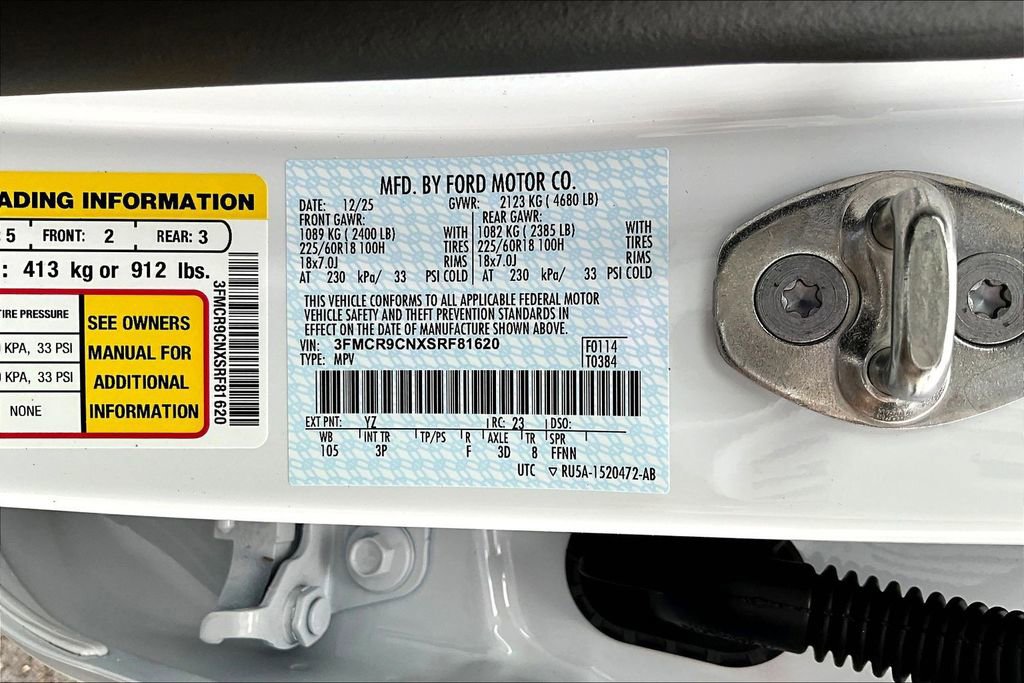 ADING INFORMATION
: 5 FRONT: 2 REAR: 3
: 413 kg or 912 lbs.
IRE PRESSURE
KPA, 33 PSI
KPA, 33 PSI
NONE
SEE OWNERS
MANUAL FOR
ADDITIONAL
INFORMATION
3FMCR9CNXSRF81620
MFD. BY FORD MOTOR CO.
DATE: 12/25 GVWR: 2123 KG ( 4680 LB)
FRONT GAWR: REAR GAWR:
1089 KG ( 2400 LB) WITH 1082 KG ( 2385 LB) WITH
225/60R18 100H TIRES 225/60R18 100H TIRES
18x7.0J RIMS 18x7.0J RIMS
AT 230 kPa/ 33 PSI COLD AT 230 kPa/ 33 PSI COLD
THIS VEHICLE CONFORMS TO ALL APPLICABLE FEDERAL MOTOR
VEHICLE SAFETY AND THEFT PREVENTION STANDARDS IN
EFFECT ON THE DATE OF MANUFACTURE SHOWN ABOVE.
VIN: 3FMCR9CNXSRF81620 F0114
TYPE: MPV T0384
EXT PNT: YZ RC: 23 DSO:
WB INT TR TP/PS R AXLE TR SPR
105 3P F 3D 8 FFNN
UTC ▽ RU5A-1520472-AB